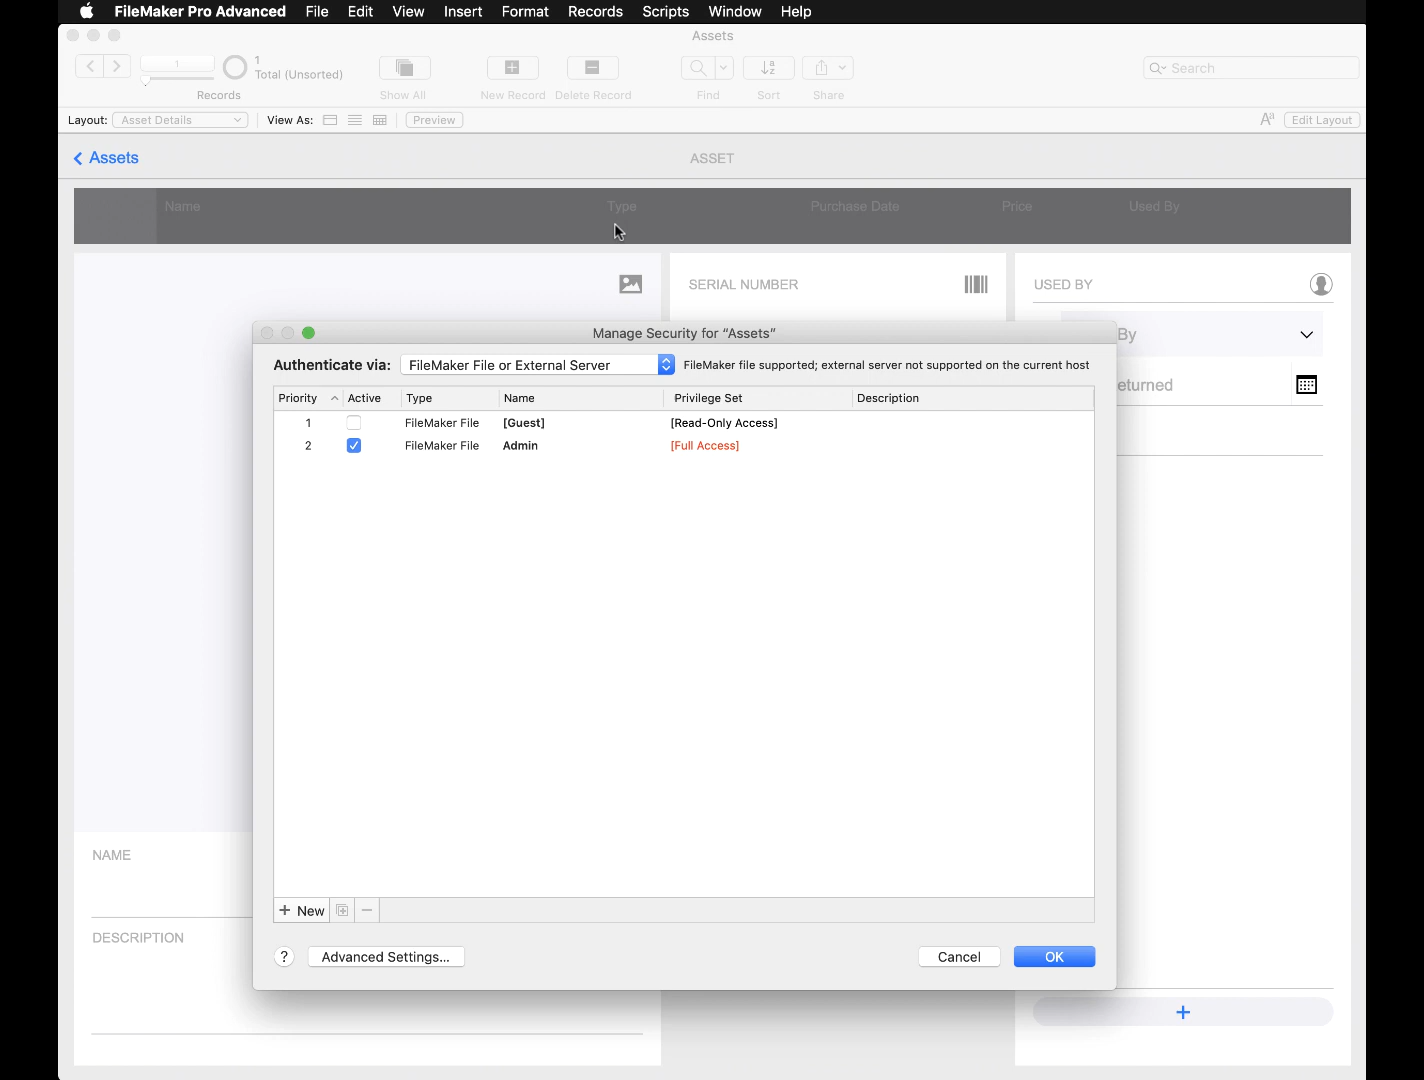 FileMaker Pro Advanced File Edit View Insert Format Records Scripts Window Help
Assets
1
1
Total (Unsorted)
Search
Records Show All New Record Delete Record Find Sort Share
Layout: Asset Details View As: Preview Aa Edit Layout
Assets
ASSET
Name Type Purchase Date Price Used By
SERIAL NUMBER
USED BY
By
eturned
Manage Security for “Assets”
Authenticate via: FileMaker File or External Server FileMaker file supported; external server not supported on the current host
Priority Active Type Name Privilege Set Description
1 FileMaker File [Guest] [Read-Only Access]
2 FileMaker File Admin [Full Access]
+ New
? Advanced Settings... Cancel OK
NAME
DESCRIPTION
+